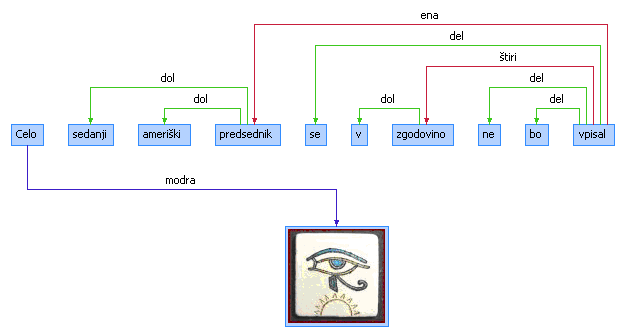 ena
del
štiri
dol
dol
dol
del
del
Celo sedanji ameriški predsednik se v zgodovino ne bo vpisal
modra